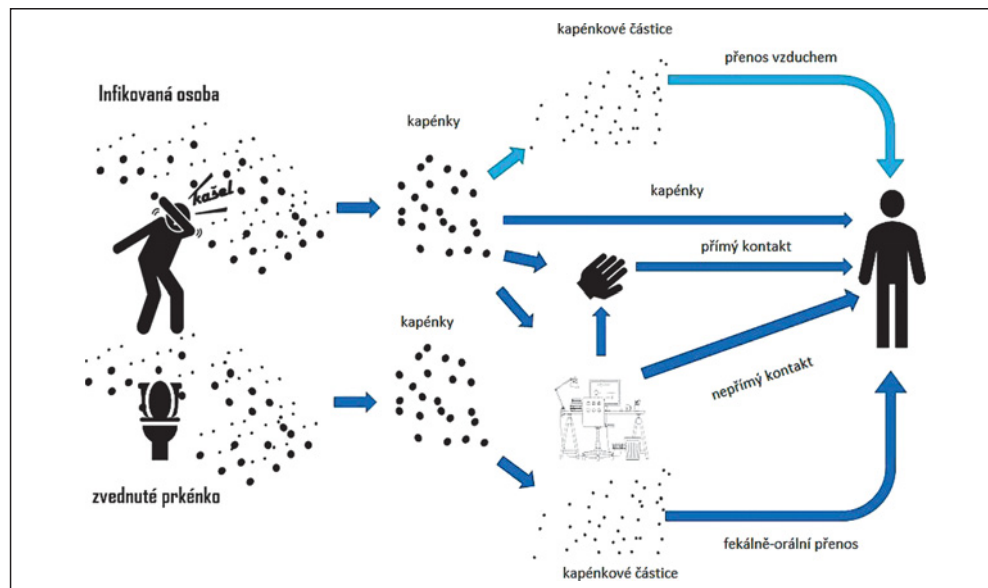 kapénkové částice
přenos vzduchem
Infikovaná osoba
kapénky
kašel
kapénky
přímý kontakt
kapénky
nepřímý kontakt
zvednuté prkénko
fekálně-orální přenos
kapénkové částice